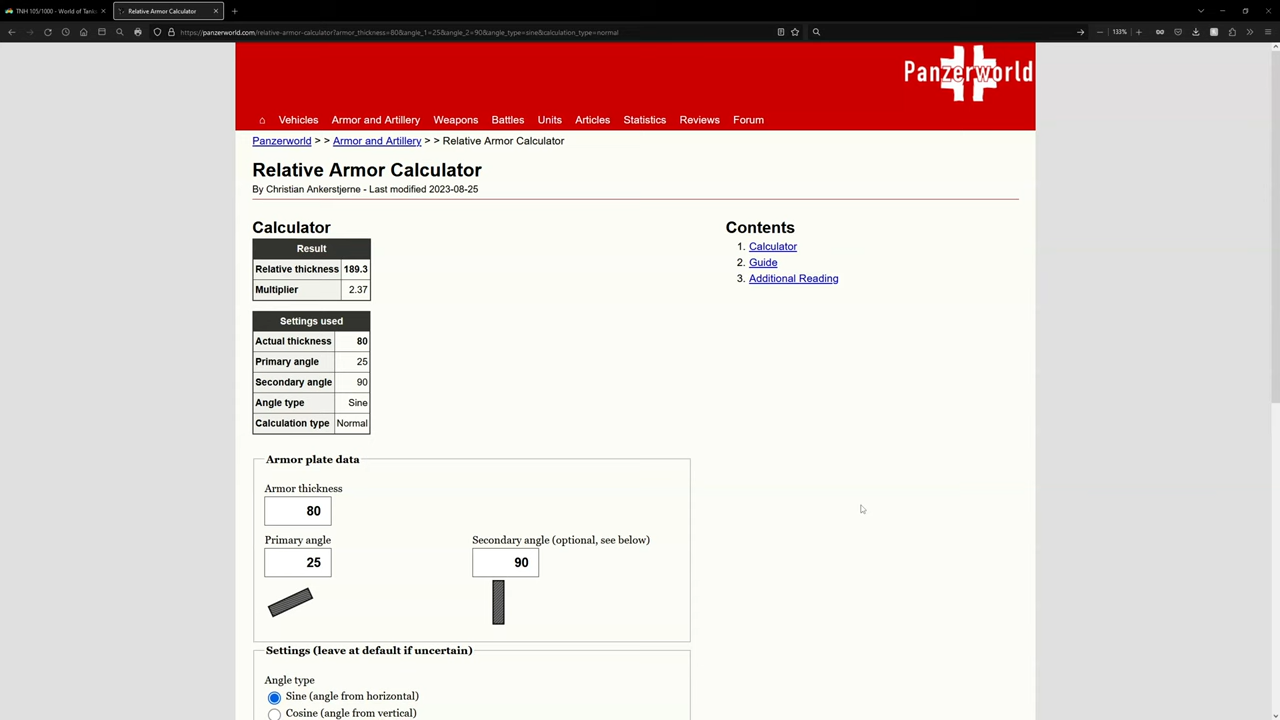 TNH 105/1000 - World of Tanks
Relative Armor Calculator
https://panzerworld.com/relative-armor-calculator?armor_thickness=80&angle_1=25&angle_2=90&angle_type=sine&calculation_type=normal
133%
Panzerworld
Vehicles Armor and Artillery Weapons Battles Units Articles Statistics Reviews Forum
Panzerworld > > Armor and Artillery > > Relative Armor Calculator
Relative Armor Calculator
By Christian Ankerstjerne - Last modified 2023-08-25
Calculator
Result
Relative thickness 189.3
Multiplier 2.37
Settings used
Actual thickness 80
Primary angle 25
Secondary angle 90
Angle type Sine
Calculation type Normal
Contents
1. Calculator
2. Guide
3. Additional Reading
Armor plate data
Armor thickness
80
Primary angle Secondary angle (optional, see below)
25 90
Settings (leave at default if uncertain)
Angle type
Sine (angle from horizontal)
Cosine (angle from vertical)